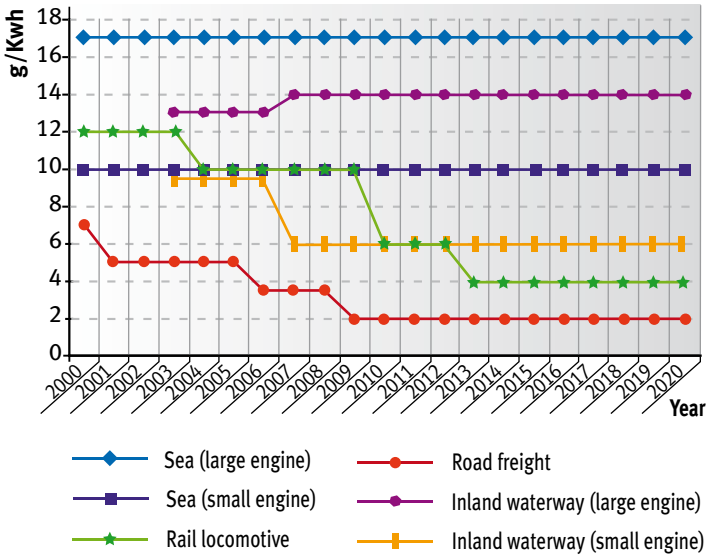 g/Kwh
18
16
14
12
10
8
6
4
2
0
2000 2001 2002 2003 2004 2005 2006 2007 2008 2009 2010 2011 2012 2013 2014 2015 2016 2017 2018 2019 2020
Year
Sea (large engine)
Road freight
Sea (small engine)
Inland waterway (large engine)
Rail locomotive
Inland waterway (small engine)